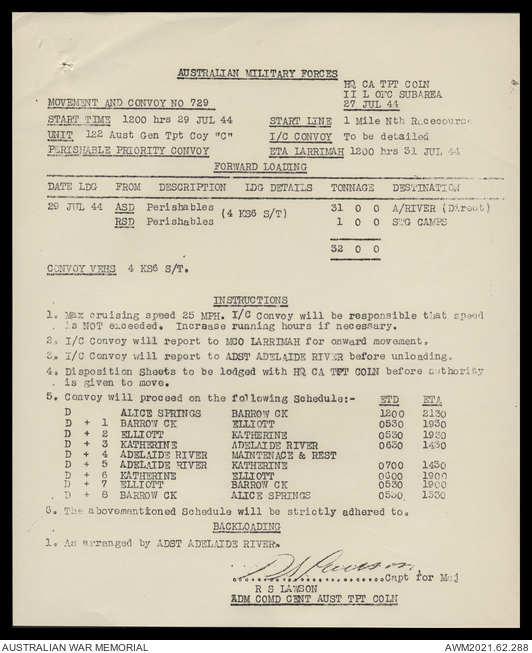 AUSTRALIAN MILITARY FORCES
HQ CA TPT COLN
II L OFC SUBAREA
MOVEMENT AND CONVOY NO 729 27 JUL 44
START TIME 1200 hrs 29 JUL 44 START LINE 1 Mile Nth Racecourse
UNIT 122 Aust Gen Tpt Coy "C" I/C CONVOY To be detailed
PERISHABLE PRIORITY CONVOY ETA LARRIMAH 1200 hrs 31 JUL 44
FORWARD LOADING
DATE LDG FROM DESCRIPTION LDG DETAILS TONNAGE DESTINATION
29 JUL 44 ASD Perishables (4 KS6 S/T) 31 0 0 A/RIVER (Direct)
RSD Perishables 1 0 0 STG CAMPS
32 0 0
CONVOY VEHS 4 KS6 S/T.
INSTRUCTIONS
1. Max cruising speed 25 MPH. I/C Convoy will be responsible that speed
is NOT exceeded. Increase running hours if necessary.
2. I/C Convoy will report to MCO LARRIMAH for onward movement.
3. I/C Convoy will report to ADST ADELAIDE RIVER before unloading.
4. Disposition Sheets to be lodged with HQ CA TPT COLN before authority
is given to move.
5. Convoy will proceed on the following Schedule:- ETD ETA
D ALICE SPRINGS BARROW CK 1200 2130
D + 1 BARROW CK ELLIOTT 0530 1930
D + 2 ELLIOTT KATHERINE 0530 1930
D + 3 KATHERINE ADELAIDE RIVER 0630 1430
D + 4 ADELAIDE RIVER MAINTENACE & REST
D + 5 ADELAIDE RIVER KATHERINE 0700 1430
D + 6 KATHERINE ELLIOTT 0600 1900
D + 7 ELLIOTT BARROW CK 0530 1900
D + 8 BARROW CK ALICE SPRINGS 0530 1530
5. The abovementioned Schedule will be strictly adhered to.
BACKLOADING
1. As arranged by ADST ADELAIDE RIVER.
R S Lawson
Capt for Maj
R S LAWSON
ADM COMD CENT AUST TPT COLN
AUSTRALIAN WAR MEMORIAL AWM2021.62.288